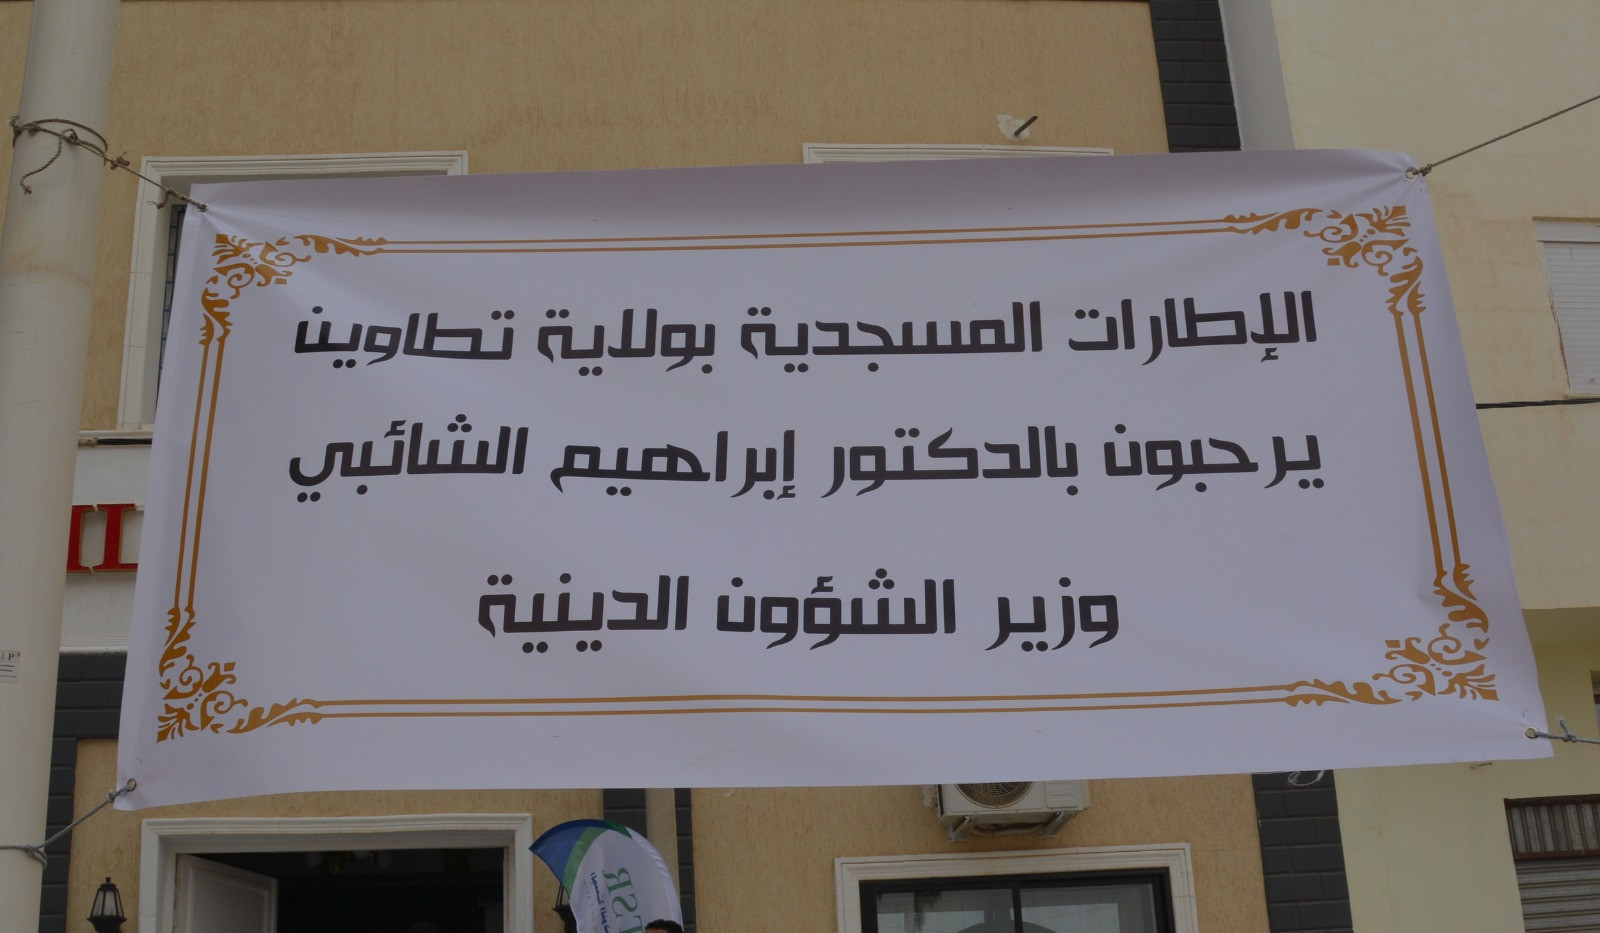 الإطارات المسجدية بولاية تطاوين
يرحبون بالدكتور إبراهيم الشائبي
وزير الشؤون الدينية